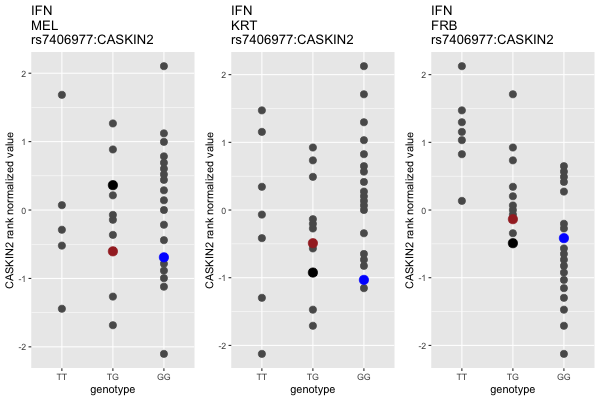 IFN
MEL
rs7406977:CASKIN2
CASKIN2 rank normalized value
2
1
0
-1
-2
TT TG GG
genotype
IFN
KRT
rs7406977:CASKIN2
CASKIN2 rank normalized value
2
1
0
-1
-2
TT TG GG
genotype
IFN
FRB
rs7406977:CASKIN2
CASKIN2 rank normalized value
2
1
0
-1
-2
TT TG GG
genotype